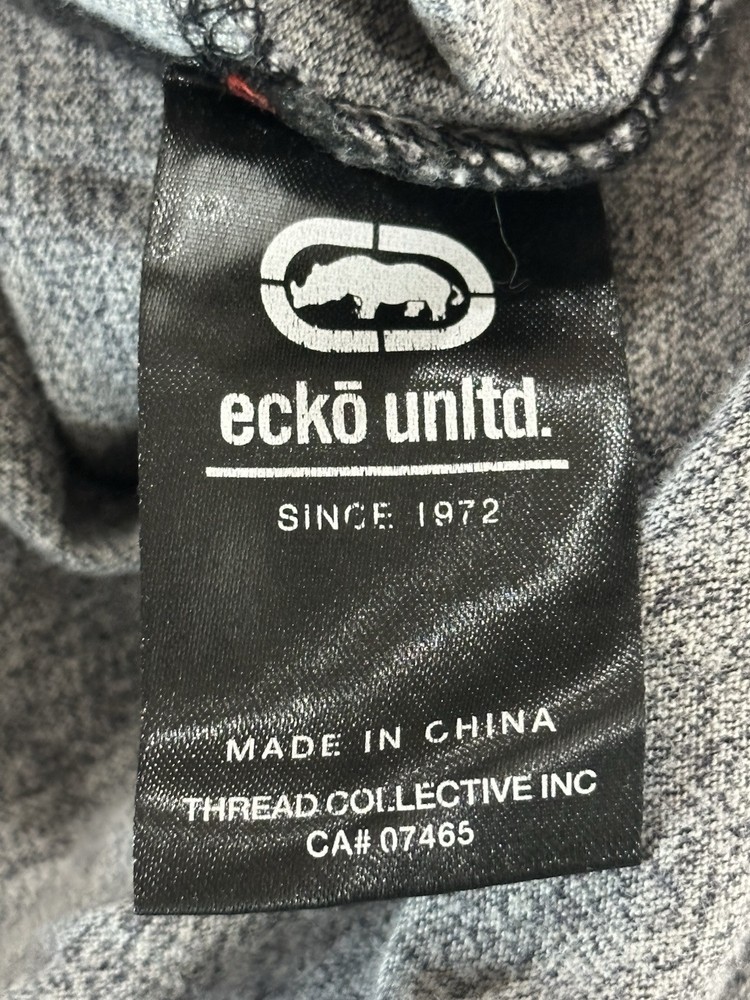 eckō unltd.
SINCE 1972
MADE IN CHINA
THREAD COLLECTIVE INC
CA# 07465